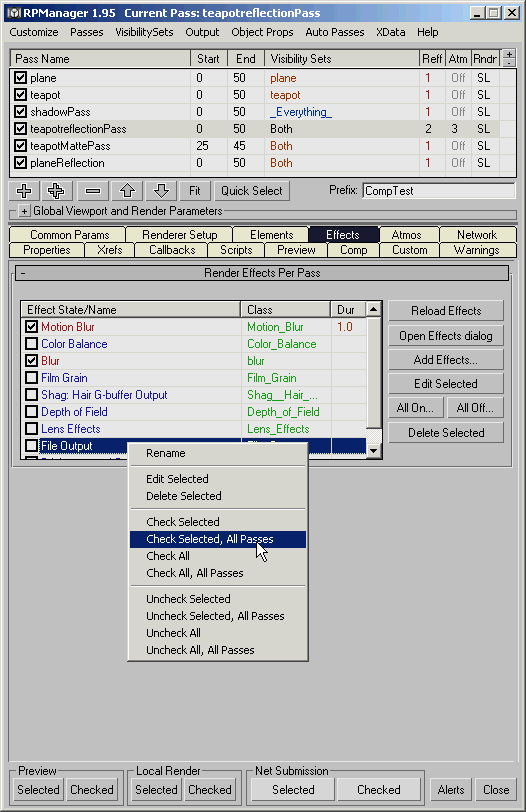 RPManager 1.95 Current Pass: teapotreflectionPass
Customize Passes VisibilitySets Output Object Props Auto Passes XData Help
Pass Name Start End Visibility Sets Reff Atm Rndr
plane 0 50 plane 1 Off SL
teapot 0 50 teapot 1 Off SL
shadowPass 0 50 _Everything_ 1 Off SL
teapotreflectionPass 0 50 Both 2 3 SL
teapotMattePass 25 45 Both 1 Off SL
planeReflection 0 50 Both 1 Off SL
Fit Quick Select Prefix: CompTest
+ Global Viewport and Render Parameters
Common Params Renderer Setup Elements Effects Atmos Network
Properties Xrefs Callbacks Scripts Preview Comp Custom Warnings
- Render Effects Per Pass
Effect State/Name Class Dur
Motion Blur Motion_Blur 1.0
Color Balance Color_Balance
Blur blur
Film Grain Film_Grain
Shag: Hair G-buffer Output Shag__Hair_...
Depth of Field Depth_of_Field
Lens Effects Lens_Effects
File Output
Reload Effects
Open Effects dialog
Add Effects...
Edit Selected
All On... All Off...
Delete Selected
Rename
Edit Selected
Delete Selected
Check Selected
Check Selected, All Passes
Check All
Check All, All Passes
Uncheck Selected
Uncheck Selected, All Passes
Uncheck All
Uncheck All, All Passes
Preview Local Render Net Submission
Selected Checked Selected Checked Selected Checked Alerts Close